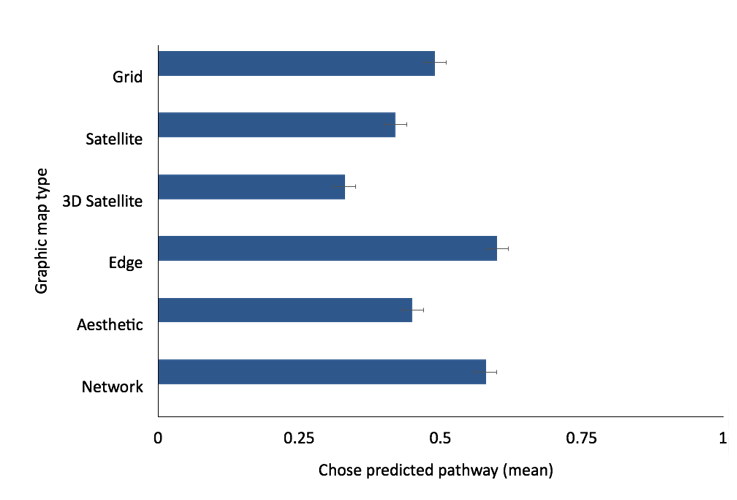 Grid
Satellite
3D Satellite
Edge
Aesthetic
Network
Graphic map type
0
0.25
0.5
0.75
1
Chose predicted pathway (mean)